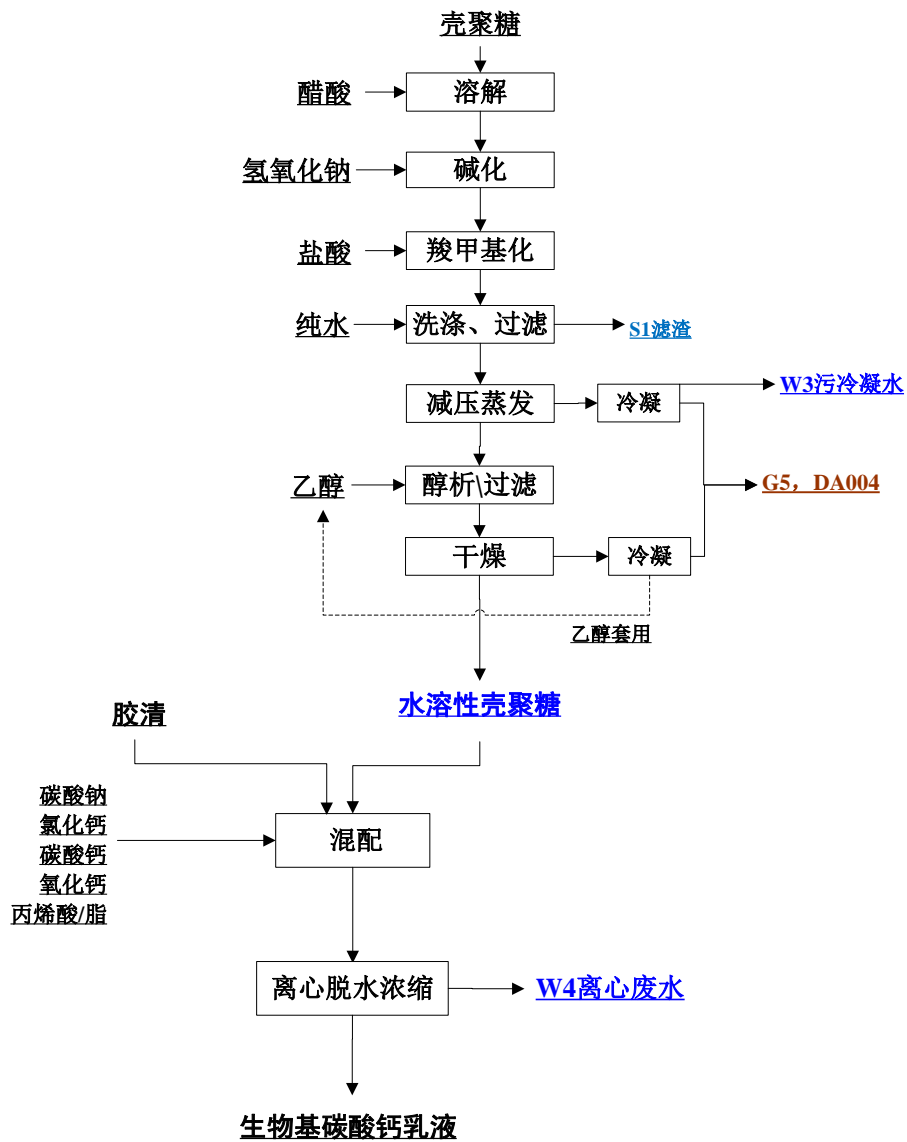 壳聚糖
醋酸
溶解
氢氧化钠
碱化
盐酸
羧甲基化
纯水
洗涤、过滤
S1滤渣
减压蒸发
冷凝
W3污冷凝水
乙醇
醇析\过滤
G5，DA004
干燥
冷凝
乙醇套用
胶清
水溶性壳聚糖
碳酸钠
氯化钙
碳酸钙
氧化钙
丙烯酸/脂
混配
离心脱水浓缩
W4离心废水
生物基碳酸钙乳液